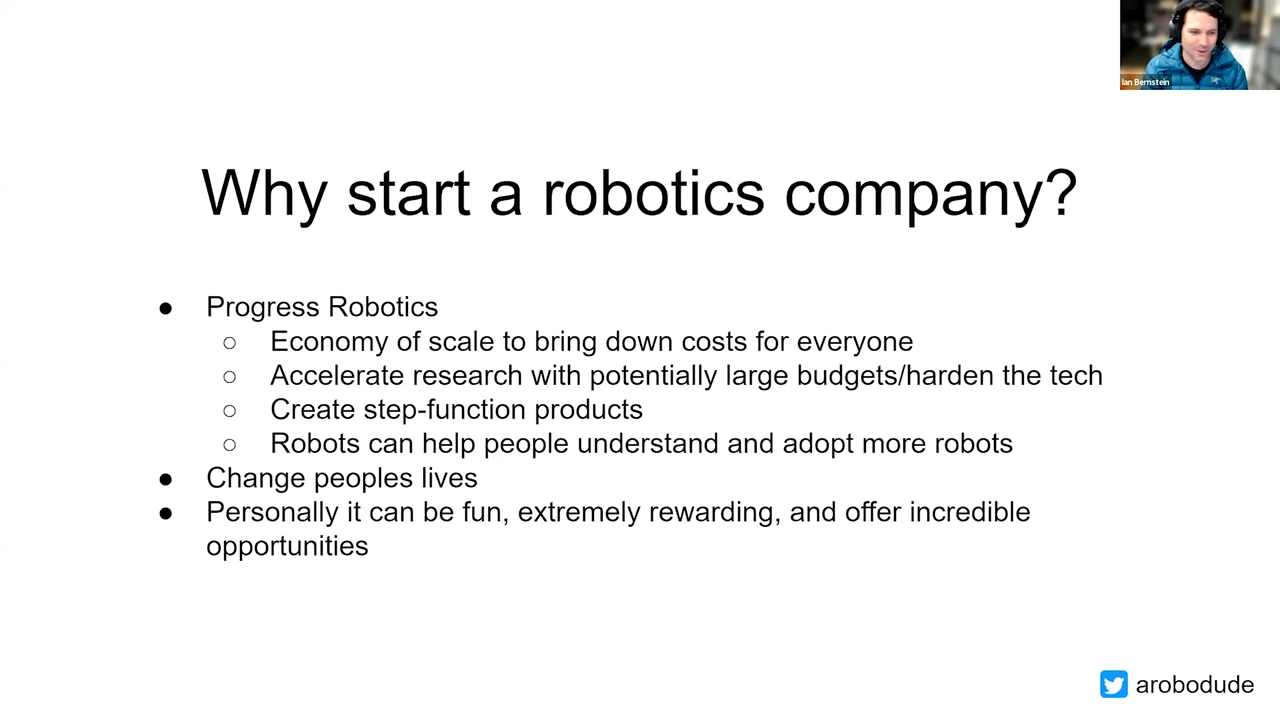 Ian Bernstein
Why start a robotics company?
● Progress Robotics
○ Economy of scale to bring down costs for everyone
○ Accelerate research with potentially large budgets/harden the tech
○ Create step-function products
○ Robots can help people understand and adopt more robots
● Change peoples lives
● Personally it can be fun, extremely rewarding, and offer incredible
opportunities
arobodude